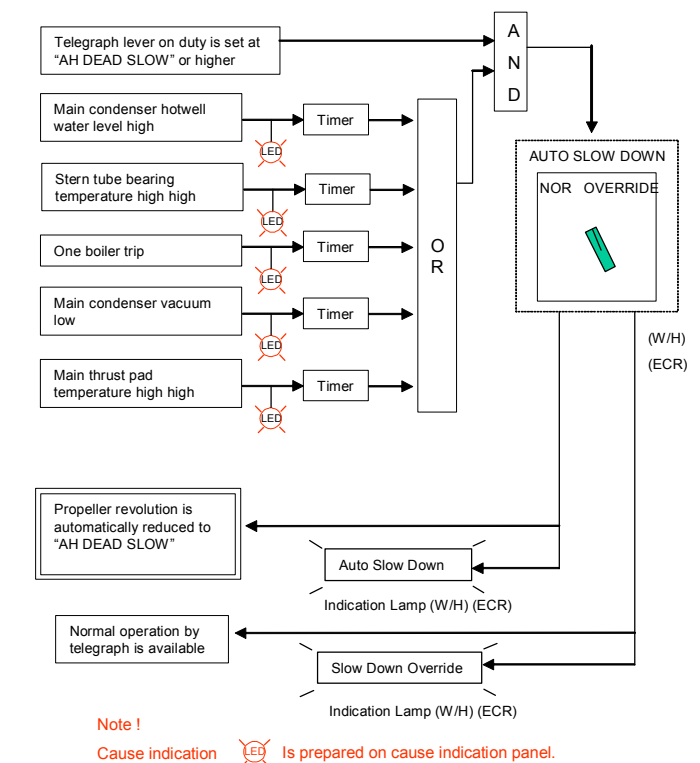 Telegraph lever on duty is set at
“AH DEAD SLOW” or higher
A
N
D
Main condenser hotwell
water level high
LED
Timer
Stern tube bearing
temperature high high
LED
Timer
One boiler trip
LED
Timer
Main condenser vacuum
low
LED
Timer
Main thrust pad
temperature high high
LED
Timer
O
R
AUTO SLOW DOWN
NOR OVERRIDE
(W/H)
(ECR)
Propeller revolution is
automatically reduced to
“AH DEAD SLOW”
Auto Slow Down
Indication Lamp (W/H) (ECR)
Normal operation by
telegraph is available
Slow Down Override
Indication Lamp (W/H) (ECR)
Note !
Cause indication LED Is prepared on cause indication panel.